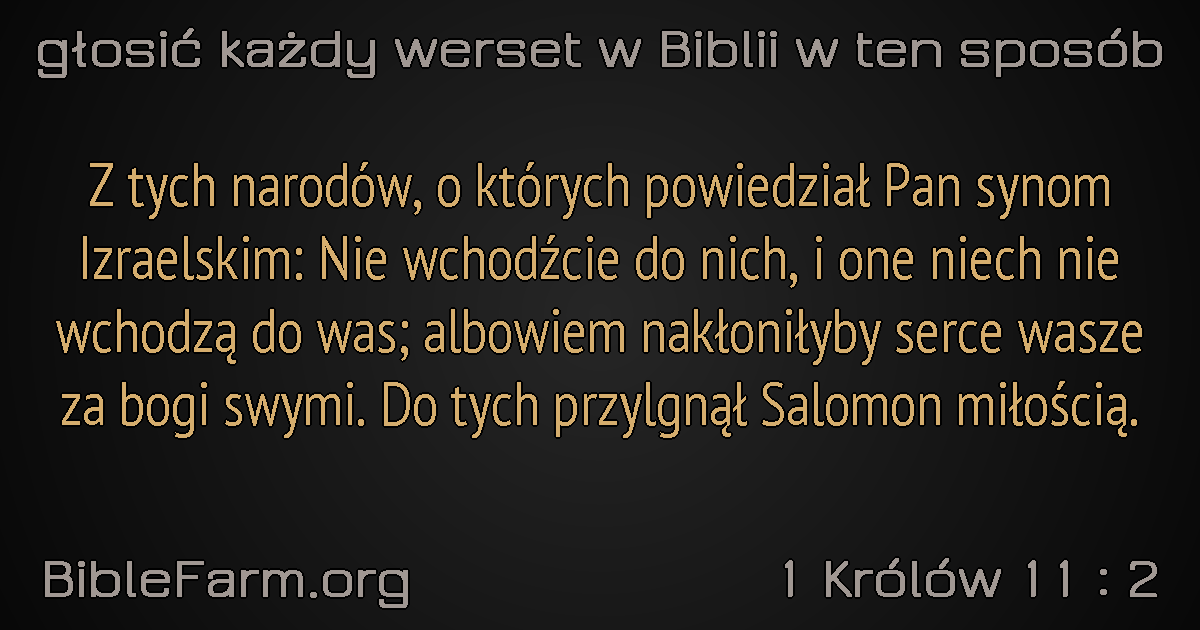 głosić każdy werset w Biblii w ten sposób
Z tych narodów, o których powiedział Pan synom
Izraelskim: Nie wchodźcie do nich, i one niech nie
wchodzą do was; albowiem nakłoniłyby serce wasze
za bogi swymi. Do tych przylgnął Salomon miłością.
BibleFarm.org
1 Królów 11 : 2